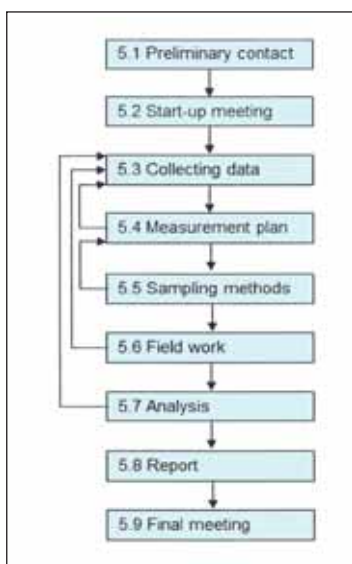 5.1 Preliminary contact
5.2 Start-up meeting
5.3 Collecting data
5.4 Measurement plan
5.5 Sampling methods
5.6 Field work
5.7 Analysis
5.8 Report
5.9 Final meeting